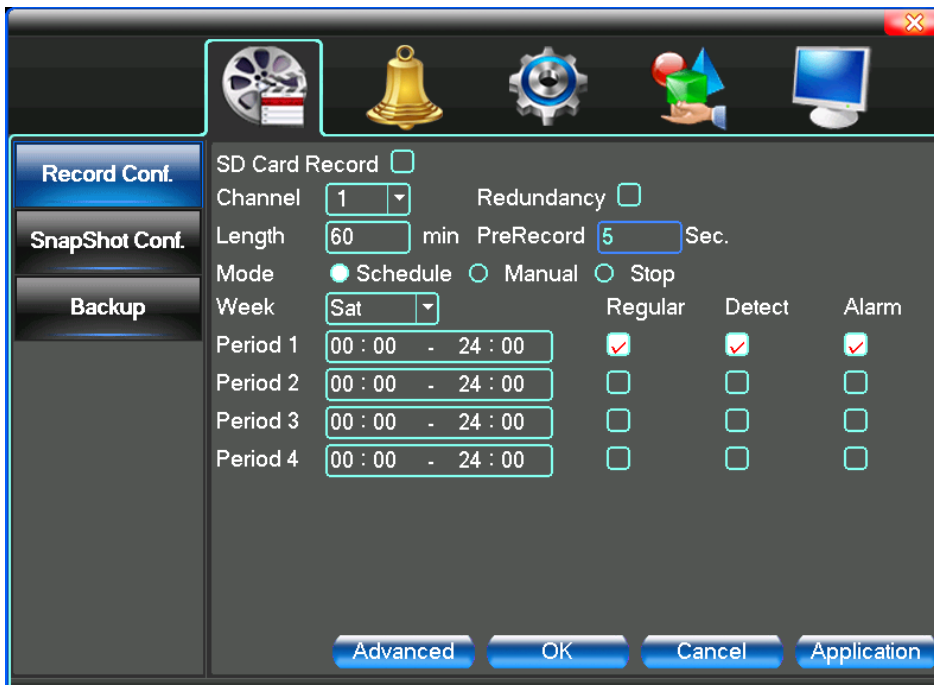 Record Conf.
SnapShot Conf.
Backup
SD Card Record
Channel 1 Redundancy
Length 60 min PreRecord 5 Sec.
Mode Schedule Manual Stop
Week Sat Regular Detect Alarm
Period 1 00 : 00 - 24 : 00
Period 2 00 : 00 - 24 : 00
Period 3 00 : 00 - 24 : 00
Period 4 00 : 00 - 24 : 00
Advanced OK Cancel Application